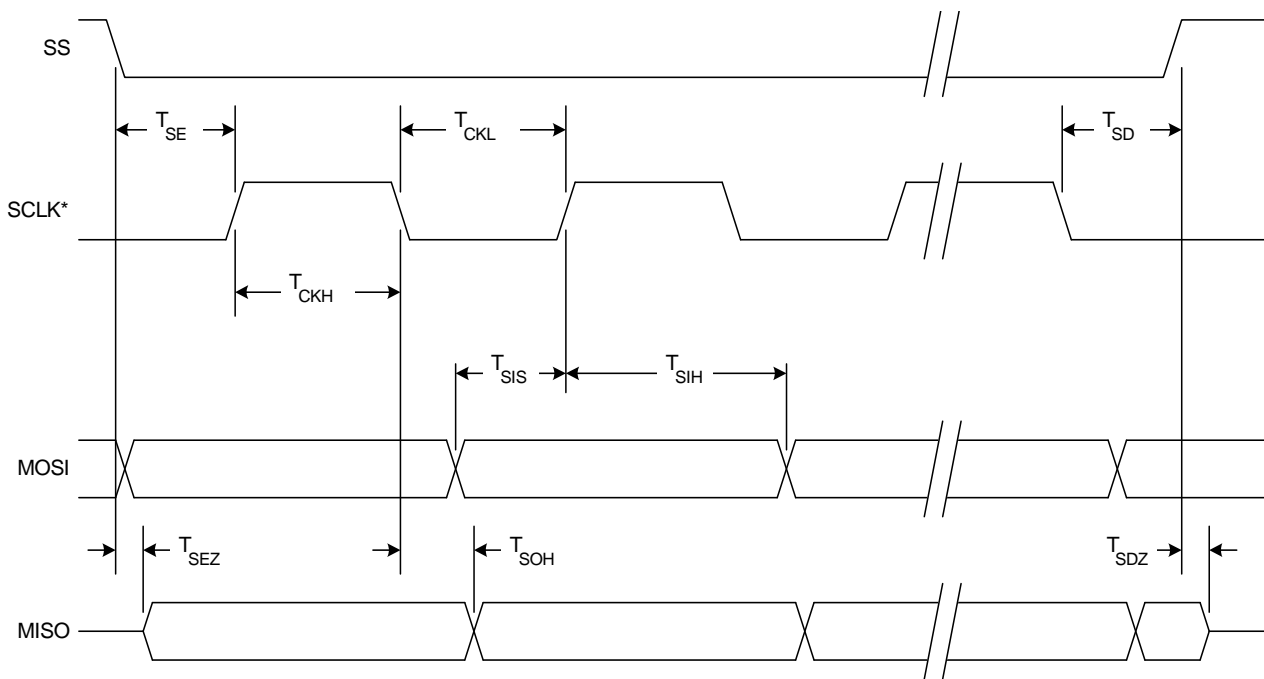 SS
TSE
TCKL
TSD
SCLK*
TCKH
TSIS
TSIH
MOSI
TSEZ
TSOH
TSDZ
MISO